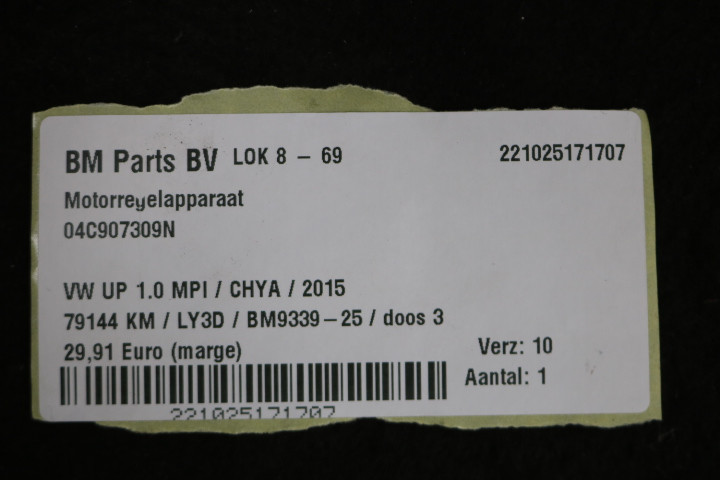 BM Parts BV LOK 8 - 69 221025171707
Motorreyelapparaat
04C907309N
VW UP 1.0 MPI / CHYA / 2015
79144 KM / LY3D / BM9339-25 / doos 3
29,91 Euro (marge) Verz: 10
Aantal: 1
221025171707